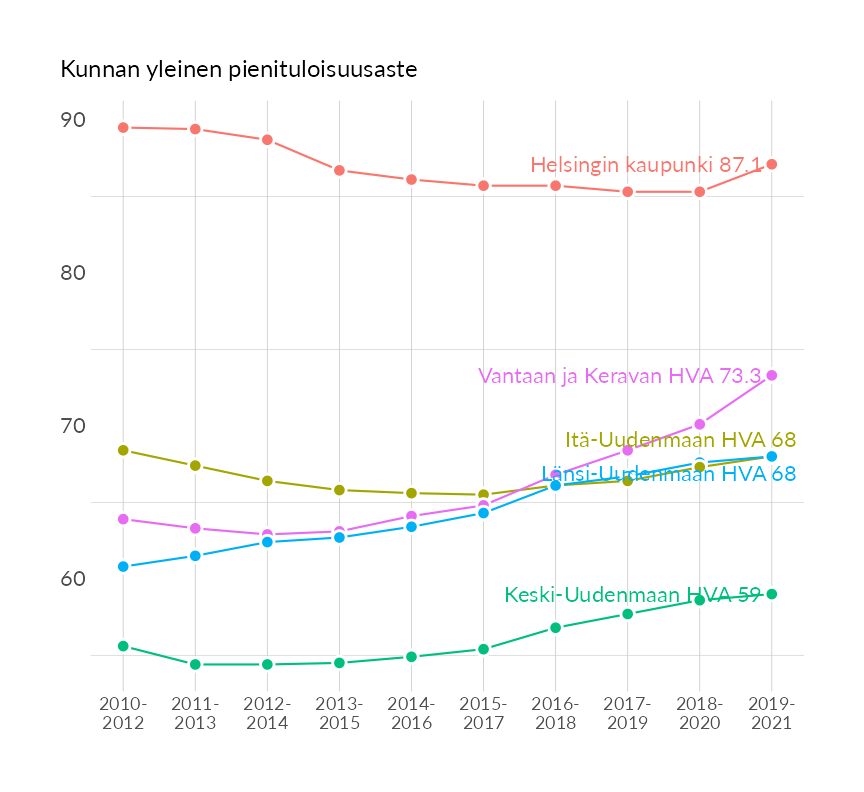 Kunnan yleinen pienituloisuusaste
90
Helsingin kaupunki 87.1
80
Vantaan ja Keravan HVA 73.3
70
Itä-Uudenmaan HVA 68
Länsi-Uudenmaan HVA 68
60
Keski-Uudenmaan HVA 59
2010- 2011- 2012- 2013- 2014- 2015- 2016- 2017- 2018- 2019-
2012 2013 2014 2015 2016 2017 2018 2019 2020 2021